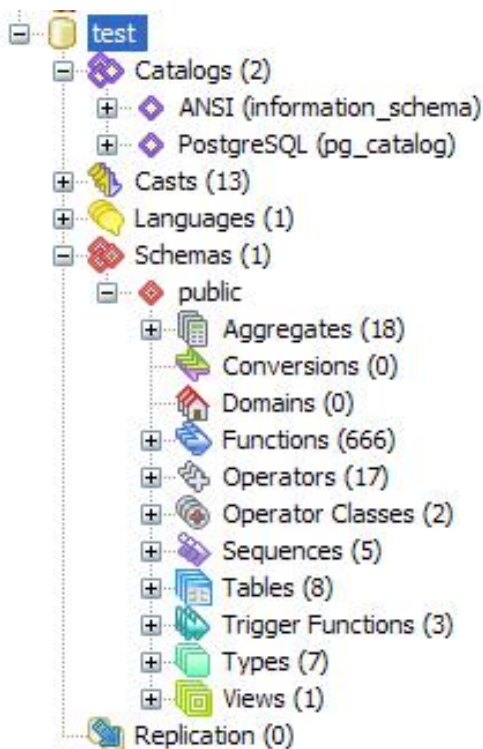 test
Catalogs (2)
ANSI (information_schema)
PostgreSQL (pg_catalog)
Casts (13)
Languages (1)
Schemas (1)
public
Aggregates (18)
Conversions (0)
Domains (0)
Functions (666)
Operators (17)
Operator Classes (2)
Sequences (5)
Tables (8)
Trigger Functions (3)
Types (7)
Views (1)
Replication (0)